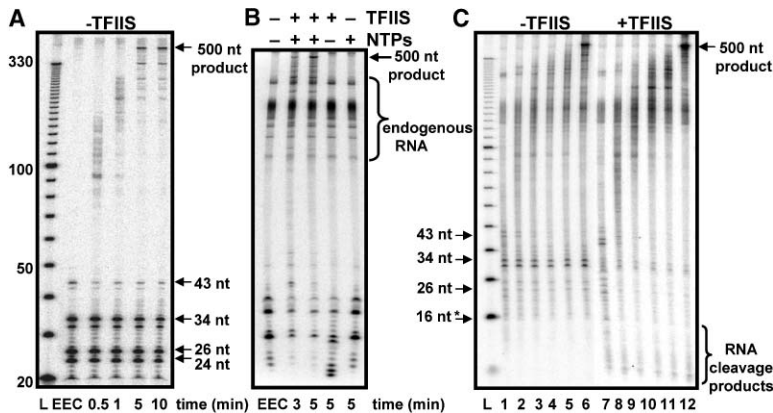 A
-TFIIS
330
100
50
20
500 nt
product
43 nt
34 nt
26 nt
24 nt
L EEC 0.5 1 5 10 time (min)
B
– + + + – TFIIS
– + + – + NTPs
500 nt
product
endogenous
RNA
EEC 3 5 5 5 time (min)
C
-TFIIS +TFIIS
500 nt
product
43 nt
34 nt
26 nt
16 nt*
RNA
cleavage
products
L 1 2 3 4 5 6 7 8 9 10 11 12